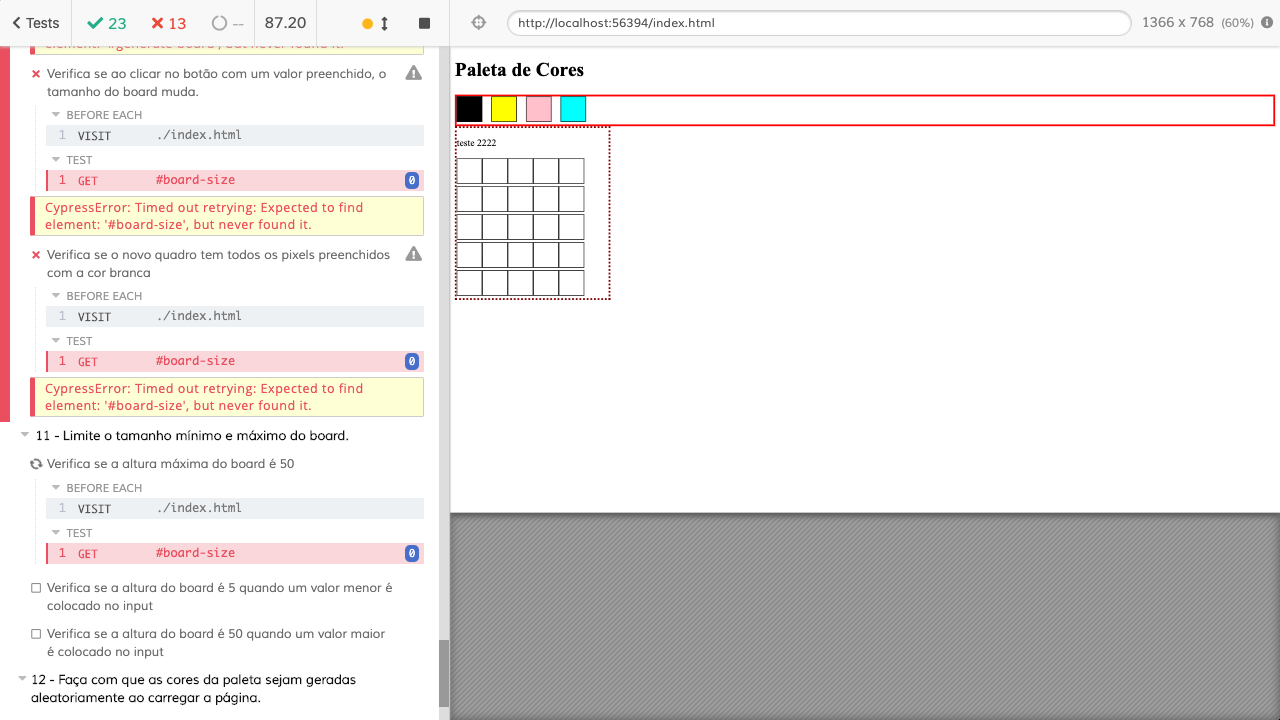 Tests
23
13
--
87.20
http://localhost:56394/index.html
1366 x 768 (60%)
element: '#generate-board', but never found it.
Verifica se ao clicar no botão com um valor preenchido, o
tamanho do board muda.
BEFORE EACH
1 VISIT ./index.html
TEST
1 GET #board-size 0
CypressError: Timed out retrying: Expected to find
element: '#board-size', but never found it.
Verifica se o novo quadro tem todos os pixels preenchidos
com a cor branca
BEFORE EACH
1 VISIT ./index.html
TEST
1 GET #board-size 0
CypressError: Timed out retrying: Expected to find
element: '#board-size', but never found it.
11 - Limite o tamanho mínimo e máximo do board.
Verifica se a altura máxima do board é 50
BEFORE EACH
1 VISIT ./index.html
TEST
1 GET #board-size 0
Verifica se a altura do board é 5 quando um valor menor é
colocado no input
Verifica se a altura do board é 50 quando um valor maior
é colocado no input
12 - Faça com que as cores da paleta sejam geradas
aleatoriamente ao carregar a página.
Paleta de Cores
teste 2222